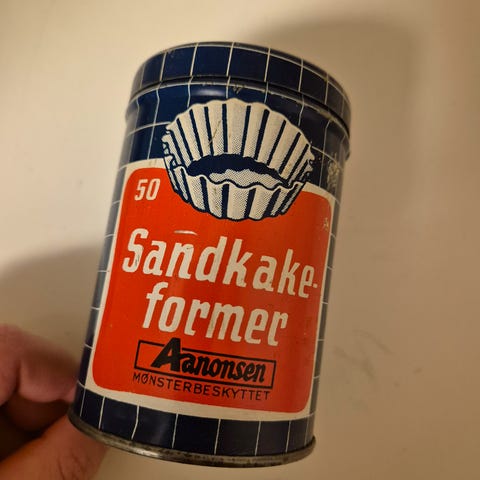 50
Sandkake-
former
Aanonsen
MØNSTERBESKYTTET